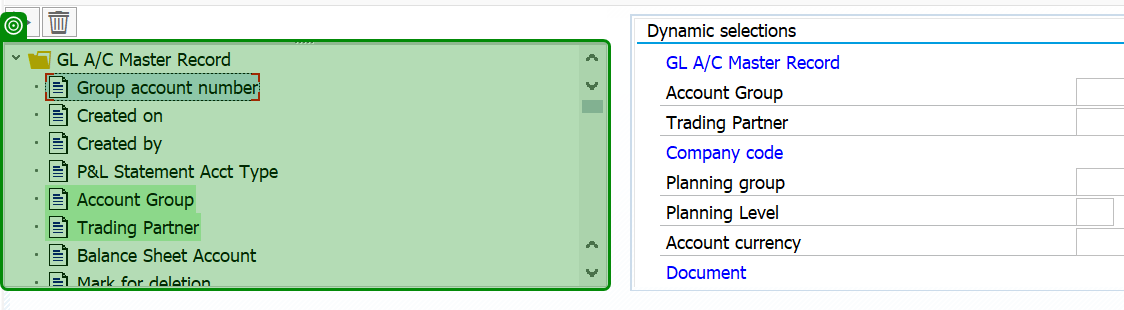 GL A/C Master Record
Group account number
Created on
Created by
P&L Statement Acct Type
Account Group
Trading Partner
Balance Sheet Account
Mark for deletion
Dynamic selections
GL A/C Master Record
Account Group
Trading Partner
Company code
Planning group
Planning Level
Account currency
Document